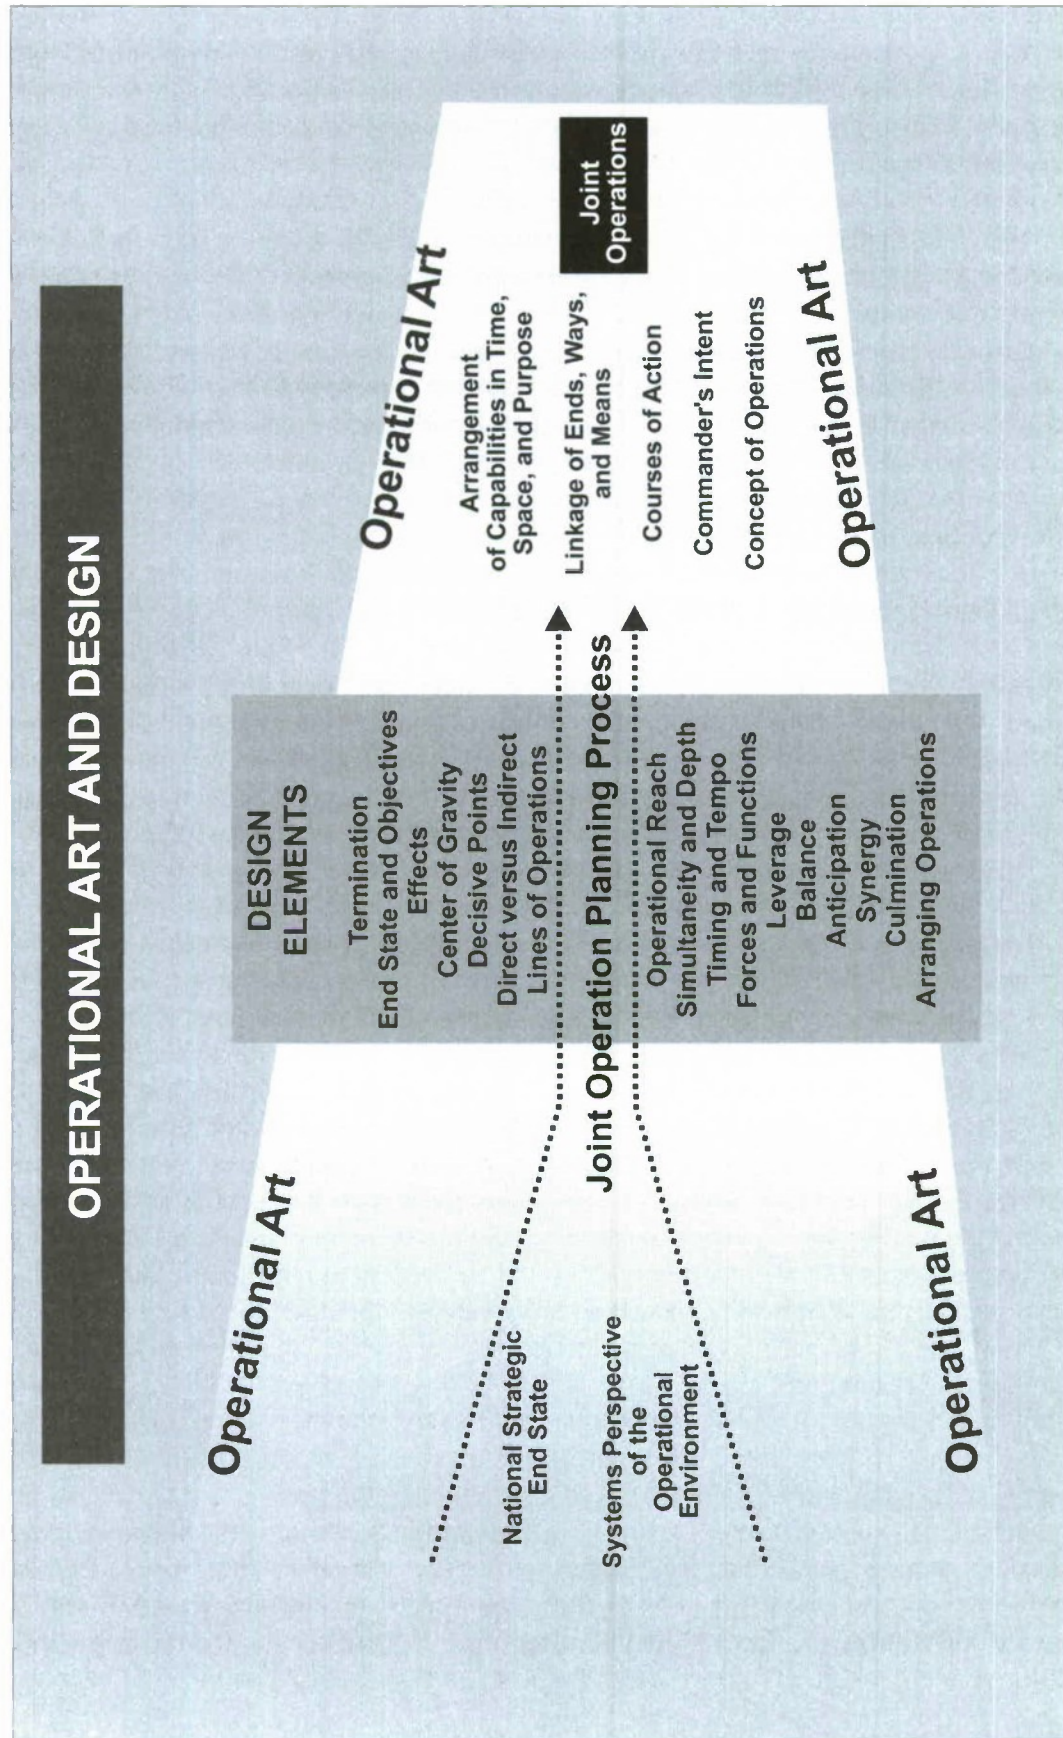 OPERATIONAL ART AND DESIGN
Operational Art
Operational Art
National Strategic
End State
Systems Perspective
of the
Operational
Environment
DESIGN
ELEMENTS
Termination
End State and Objectives
Effects
Center of Gravity
Decisive Points
Direct versus Indirect
Lines of Operations
Joint Operation Planning Process
Operational Reach
Simultaneity and Depth
Timing and Tempo
Forces and Functions
Leverage
Balance
Anticipation
Synergy
Culmination
Arranging Operations
Operational Art
Arrangement
of Capabilities in Time,
Space, and Purpose
Linkage of Ends, Ways,
and Means
Courses of Action
Commander's Intent
Concept of Operations
Operational Art
Joint
Operations